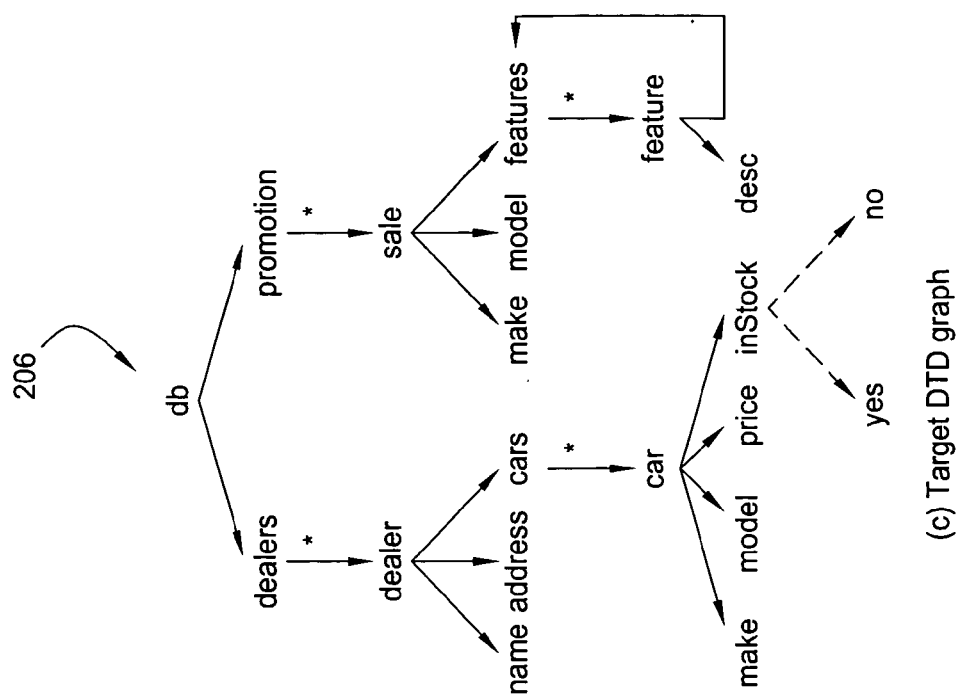 206
db
dealers promotion
* *
dealer sale
name address cars make model features
* *
car feature
make model price inStock desc
yes no
(c) Target DTD graph